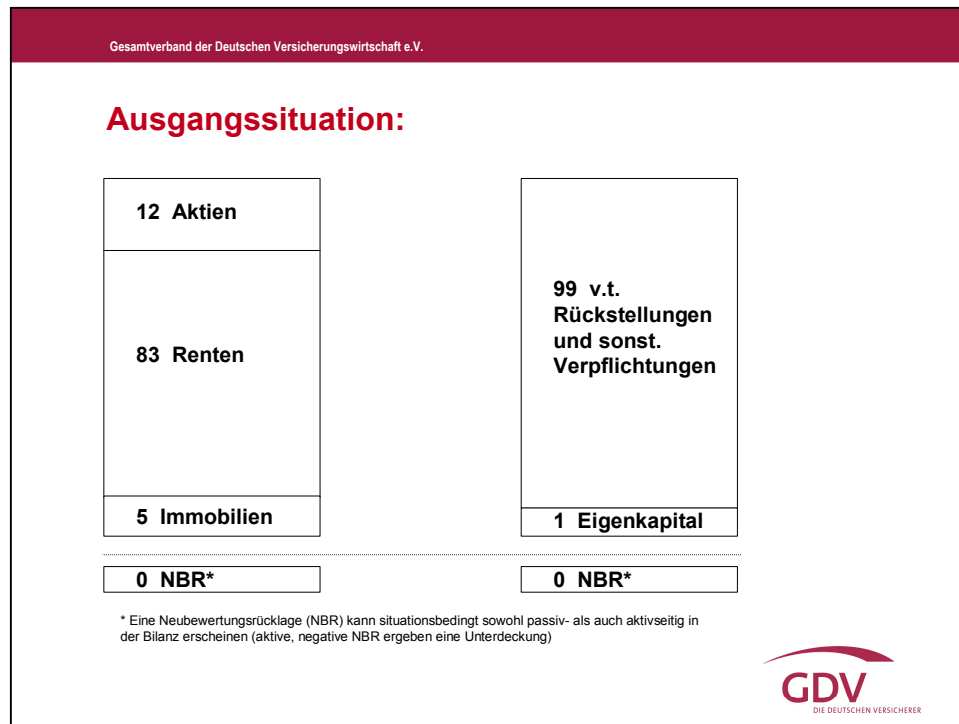 Gesamtverband der Deutschen Versicherungswirtschaft e.V.
Ausgangssituation:
12 Aktien
83 Renten
5 Immobilien
0 NBR*
99 v.t.
Rückstellungen
und sonst.
Verpflichtungen
1 Eigenkapital
0 NBR*
* Eine Neubewertungsrücklage (NBR) kann situationsbedingt sowohl passiv- als auch aktivseitig in
der Bilanz erscheinen (aktive, negative NBR ergeben eine Unterdeckung)
GDV
DIE DEUTSCHEN VERSICHERER